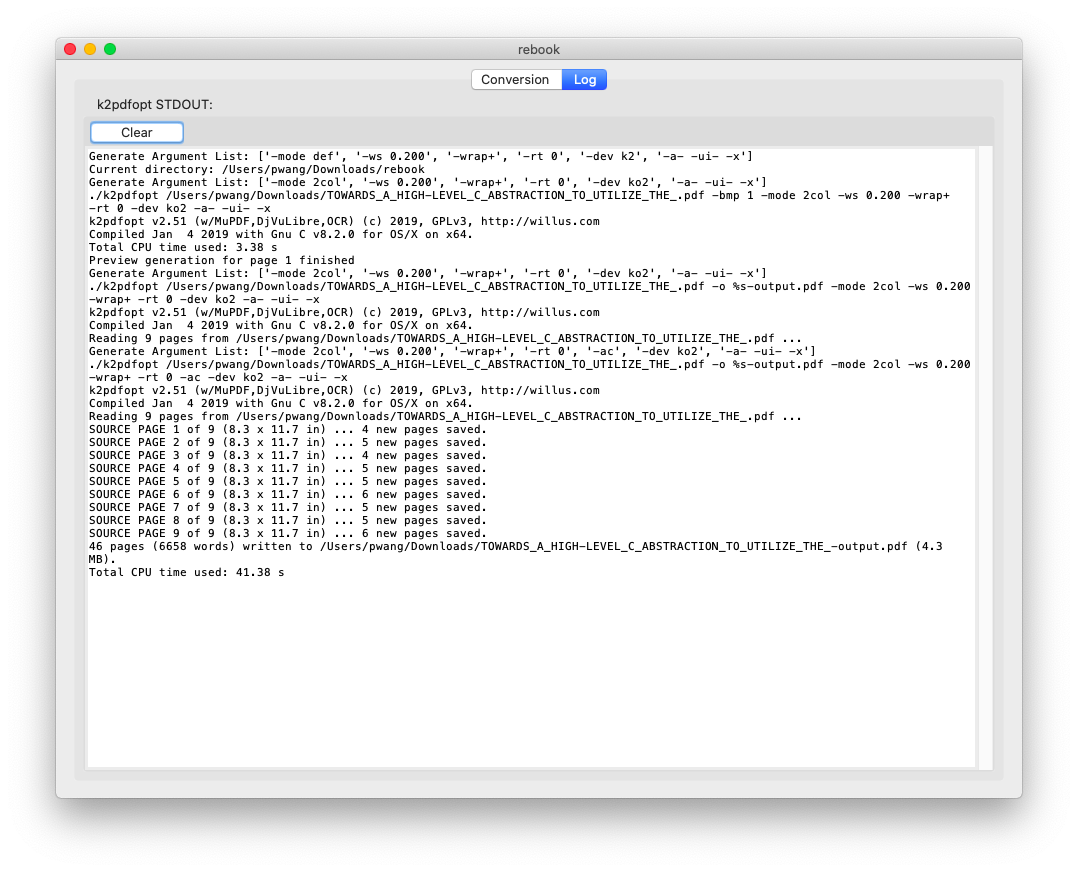 rebook
Conversion Log
k2pdfopt STDOUT:
Clear
Generate Argument List: ['-mode def', '-ws 0.200', '-wrap+', '-rt 0', '-dev k2', '-a- -ui- -x']
Current directory: /Users/pwang/Downloads/rebook
Generate Argument List: ['-mode 2col', '-ws 0.200', '-wrap+', '-rt 0', '-dev ko2', '-a- -ui- -x']
./k2pdfopt /Users/pwang/Downloads/TOWARDS_A_HIGH-LEVEL_C_ABSTRACTION_TO_UTILIZE_THE_.pdf -bmp 1 -mode 2col -ws 0.200 -wrap+
-rt 0 -dev ko2 -a- -ui- -x
k2pdfopt v2.51 (w/MuPDF,DjVuLibre,OCR) (c) 2019, GPLv3, http://willus.com
Compiled Jan  4 2019 with Gnu C v8.2.0 for OS/X on x64.
Total CPU time used: 3.38 s
Preview generation for page 1 finished
Generate Argument List: ['-mode 2col', '-ws 0.200', '-wrap+', '-rt 0', '-dev ko2', '-a- -ui- -x']
./k2pdfopt /Users/pwang/Downloads/TOWARDS_A_HIGH-LEVEL_C_ABSTRACTION_TO_UTILIZE_THE_.pdf -o %s-output.pdf -mode 2col -ws 0.200
-wrap+ -rt 0 -dev ko2 -a- -ui- -x
k2pdfopt v2.51 (w/MuPDF,DjVuLibre,OCR) (c) 2019, GPLv3, http://willus.com
Compiled Jan  4 2019 with Gnu C v8.2.0 for OS/X on x64.
Reading 9 pages from /Users/pwang/Downloads/TOWARDS_A_HIGH-LEVEL_C_ABSTRACTION_TO_UTILIZE_THE_.pdf ...
Generate Argument List: ['-mode 2col', '-ws 0.200', '-wrap+', '-rt 0', '-ac', '-dev ko2', '-a- -ui- -x']
./k2pdfopt /Users/pwang/Downloads/TOWARDS_A_HIGH-LEVEL_C_ABSTRACTION_TO_UTILIZE_THE_.pdf -o %s-output.pdf -mode 2col -ws 0.200
-wrap+ -rt 0 -ac -dev ko2 -a- -ui- -x
k2pdfopt v2.51 (w/MuPDF,DjVuLibre,OCR) (c) 2019, GPLv3, http://willus.com
Compiled Jan  4 2019 with Gnu C v8.2.0 for OS/X on x64.
Reading 9 pages from /Users/pwang/Downloads/TOWARDS_A_HIGH-LEVEL_C_ABSTRACTION_TO_UTILIZE_THE_.pdf ...
SOURCE PAGE 1 of 9 (8.3 x 11.7 in) ... 4 new pages saved.
SOURCE PAGE 2 of 9 (8.3 x 11.7 in) ... 5 new pages saved.
SOURCE PAGE 3 of 9 (8.3 x 11.7 in) ... 4 new pages saved.
SOURCE PAGE 4 of 9 (8.3 x 11.7 in) ... 5 new pages saved.
SOURCE PAGE 5 of 9 (8.3 x 11.7 in) ... 5 new pages saved.
SOURCE PAGE 6 of 9 (8.3 x 11.7 in) ... 6 new pages saved.
SOURCE PAGE 7 of 9 (8.3 x 11.7 in) ... 5 new pages saved.
SOURCE PAGE 8 of 9 (8.3 x 11.7 in) ... 5 new pages saved.
SOURCE PAGE 9 of 9 (8.3 x 11.7 in) ... 6 new pages saved.
46 pages (6658 words) written to /Users/pwang/Downloads/TOWARDS_A_HIGH-LEVEL_C_ABSTRACTION_TO_UTILIZE_THE_-output.pdf (4.3
MB).
Total CPU time used: 41.38 s